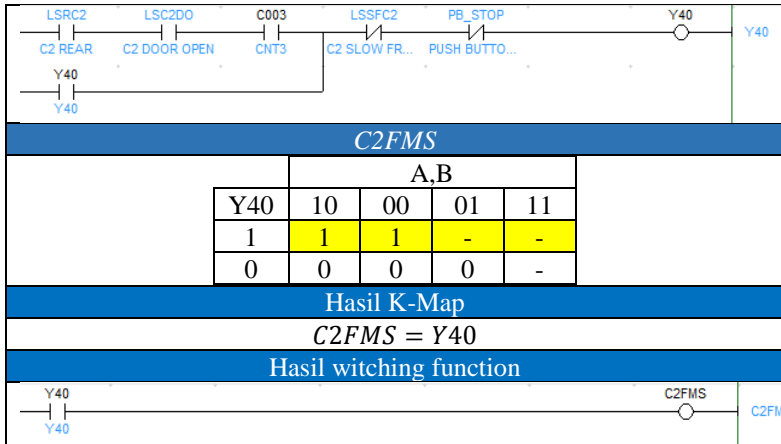 LSRC2 LSC2DO C003 LSSFC2 PB_STOP Y40
Y40
C2 REAR C2 DOOR OPEN CNT3 C2 SLOW FR... PUSH BUTTO...
Y40
Y40
C2FMS
A,B
Y40 10 00 01 11
1 1 1 - -
0 0 0 0 -
Hasil K-Map
C2FMS = Y40
Hasil witching function
Y40 C2FMS
C2FM
Y40